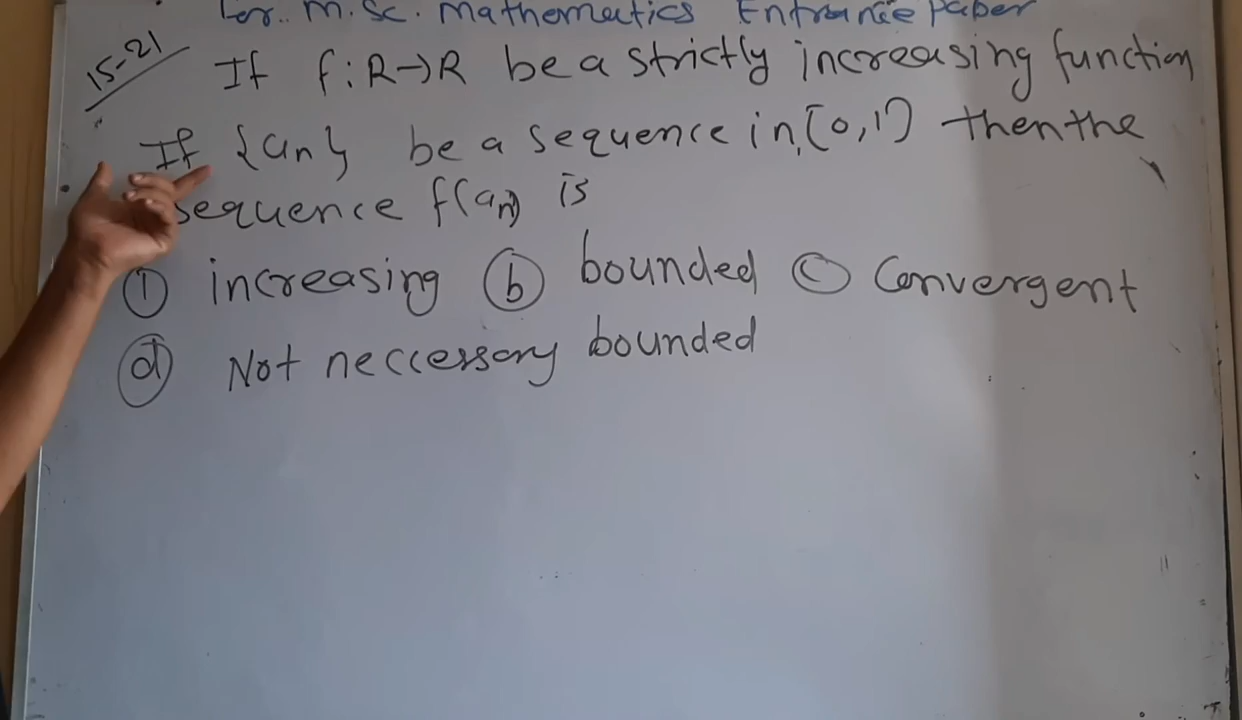 for M.Sc. Mathematics Entrance Paper
15-21
If f:R→R be a strictly increasing function
If {an} be a sequence in [0,1] then the
sequence f(an) is
① increasing ⓑ bounded ⓒ Convergent
ⓓ Not neccessory bounded